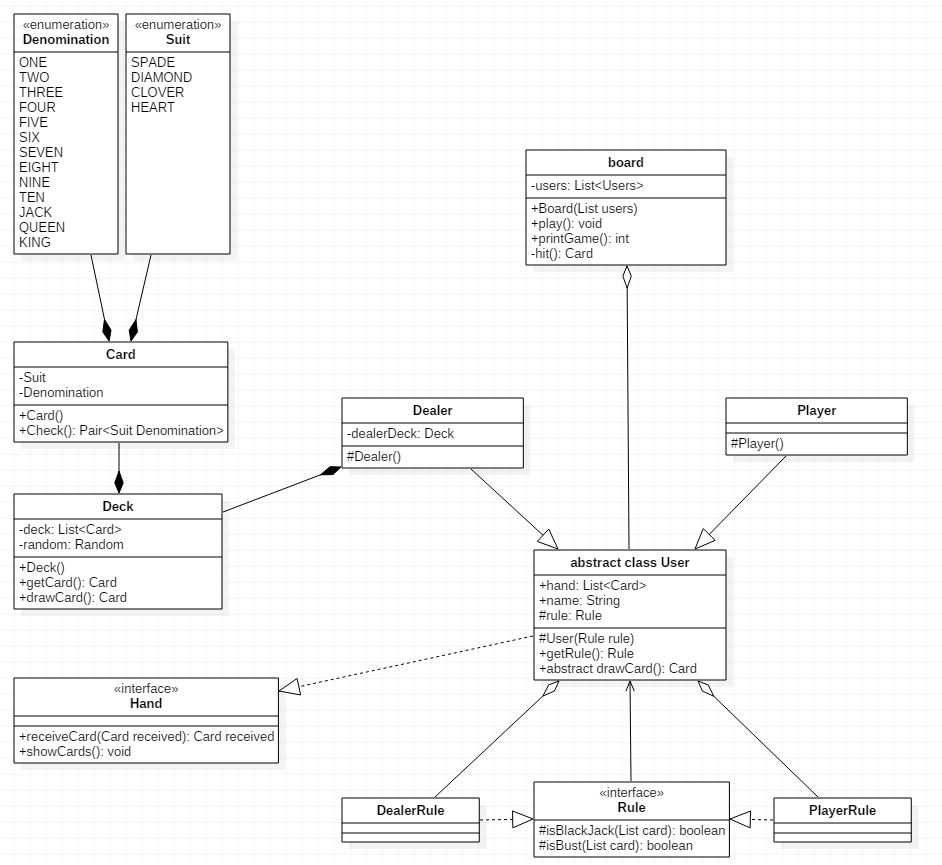 «enumeration»
Denomination
ONE
TWO
THREE
FOUR
FIVE
SIX
SEVEN
EIGHT
NINE
TEN
JACK
QUEEN
KING
«enumeration»
Suit
SPADE
DIAMOND
CLOVER
HEART
board
-users: List<Users>
+Board(List users)
+play(): void
+printGame(): int
-hit(): Card
Card
-Suit
-Denomination
+Card()
+Check(): Pair<Suit Denomination>
Dealer
-dealerDeck: Deck
#Dealer()
Player
#Player()
Deck
-deck: List<Card>
-random: Random
+Deck()
+getCard(): Card
+drawCard(): Card
abstract class User
+hand: List<Card>
+name: String
#rule: Rule
#User(Rule rule)
+getRule(): Rule
+abstract drawCard(): Card
«interface»
Hand
+receiveCard(Card received): Card received
+showCards(): void
DealerRule
«interface»
Rule
#isBlackJack(List card): boolean
#isBust(List card): boolean
PlayerRule